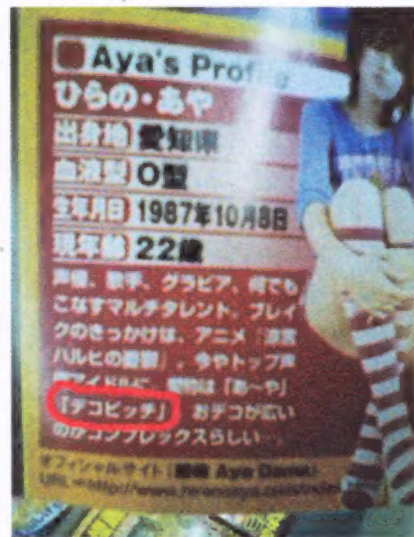 Aya's Profile
ひらの・あや
出身地 愛知県
血液型 O型
生年月日 1987年10月8日
現年齢 22歳
声優、歌手、グラビア、何でも
こなすマルチタレント。ブレイ
クのきっかけは、アニメ『涼宮
ハルヒの憂鬱』。今やトップ声
優アイドルに。愛称は「あ〜や」
「デコビッチ」。おデコが広い
のがコンプレックスらしい…。
オフィシャルサイト